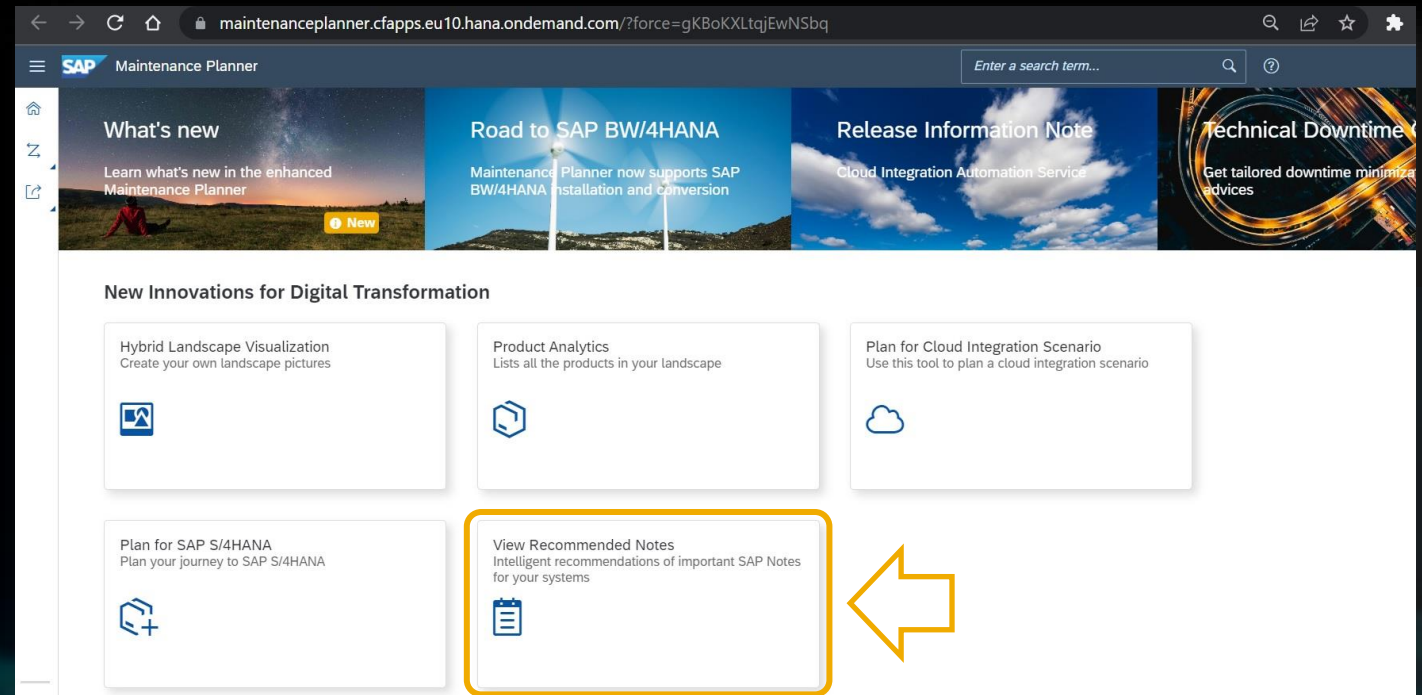 maintenanceplanner.cfapps.eu10.hana.ondemand.com/?force=gKBoKXLtqjEwNSbq
SAP Maintenance Planner
Enter a search term...
What's new
Learn what's new in the enhanced
Maintenance Planner
New
Road to SAP BW/4HANA
Maintenance Planner now supports SAP
BW/4HANA installation and conversion
Release Information Note
Cloud Integration Automation Service
Technical Downtime
Get tailored downtime minimiza
advices
New Innovations for Digital Transformation
Hybrid Landscape Visualization
Create your own landscape pictures
Product Analytics
Lists all the products in your landscape
Plan for Cloud Integration Scenario
Use this tool to plan a cloud integration scenario
Plan for SAP S/4HANA
Plan your journey to SAP S/4HANA
View Recommended Notes
Intelligent recommendations of important SAP Notes
for your systems